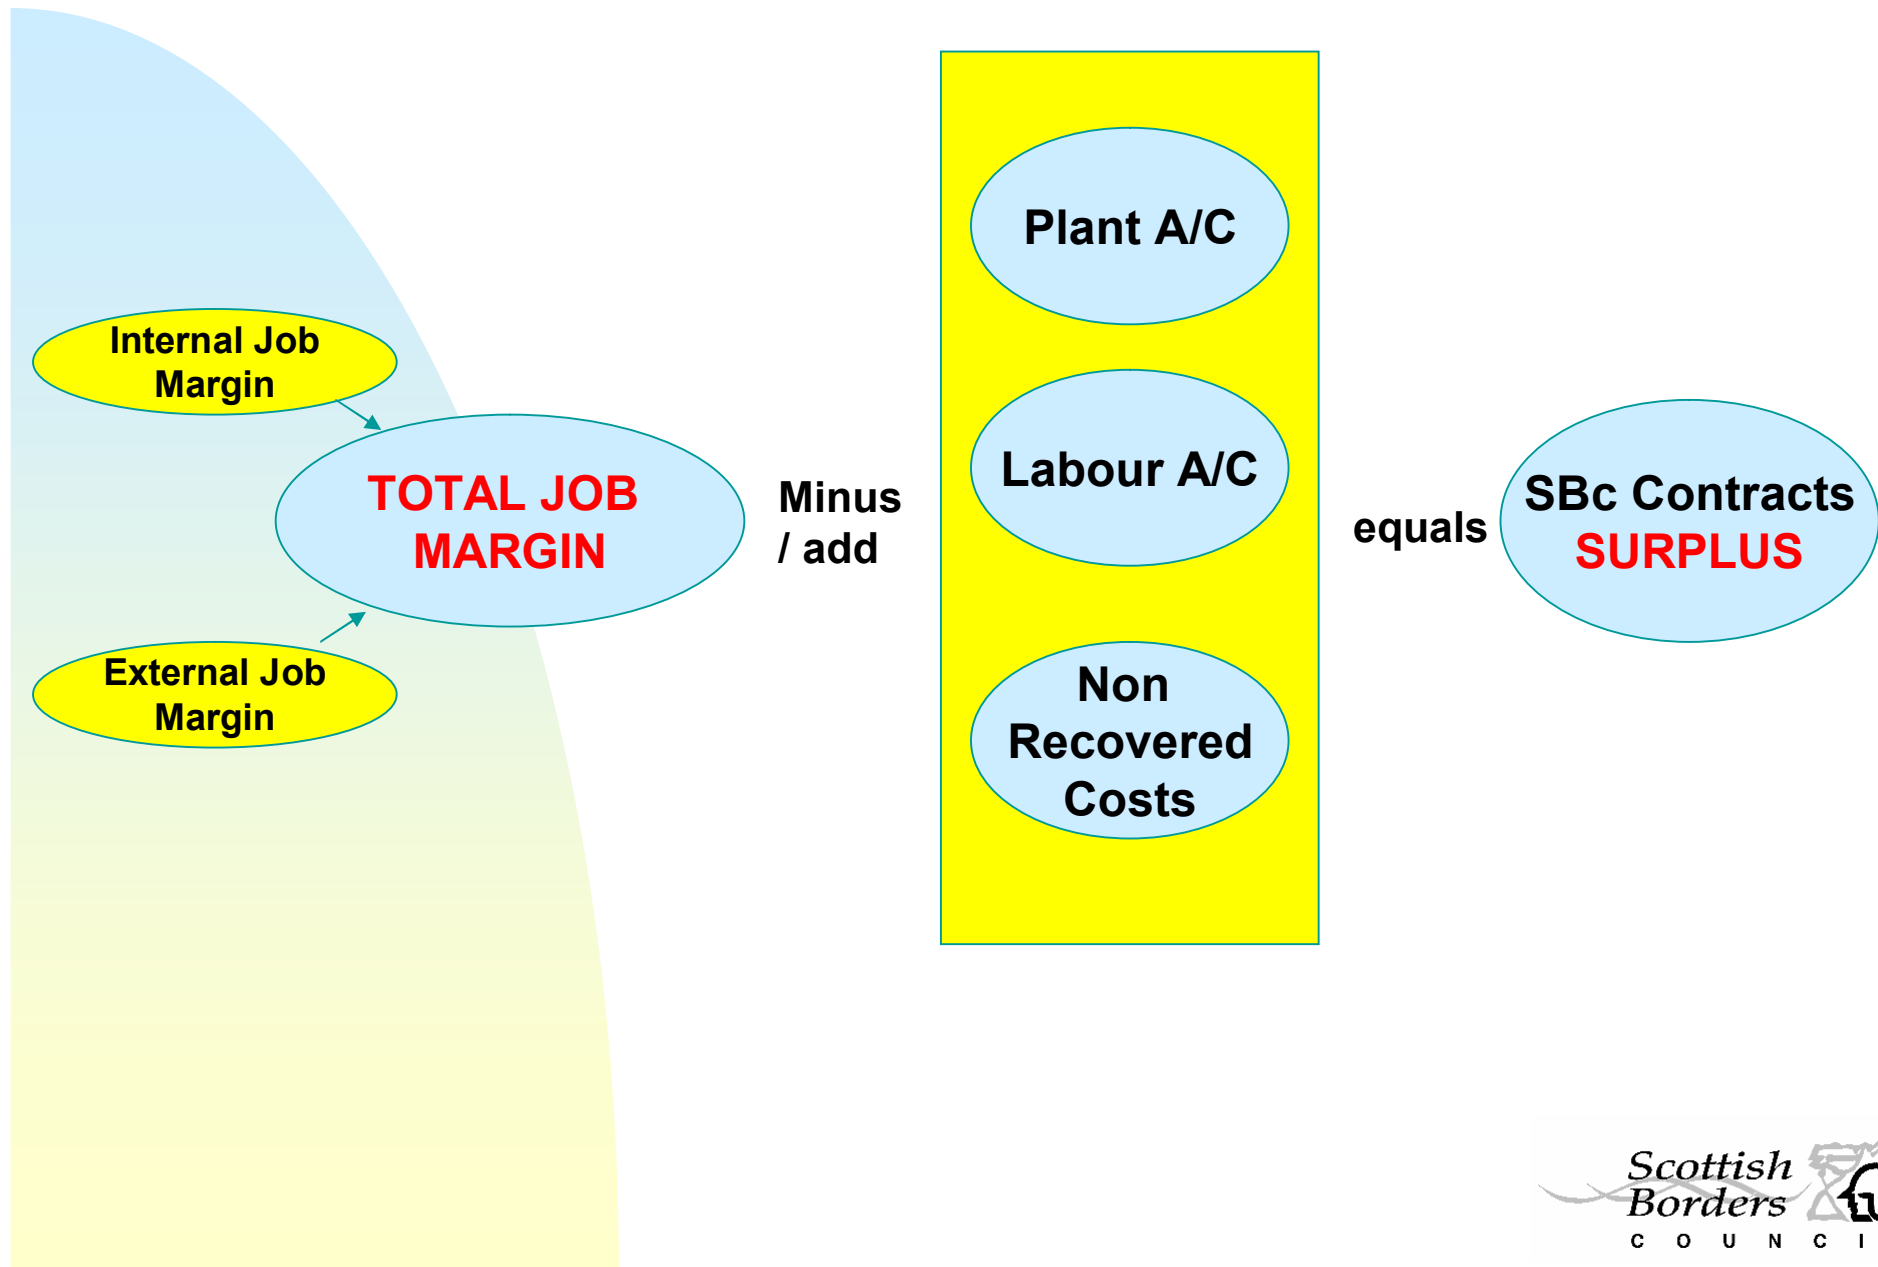 Internal Job
Margin
External Job
Margin
TOTAL JOB
MARGIN
Minus
/ add
Plant A/C
Labour A/C
Non
Recovered
Costs
equals
SBc Contracts
SURPLUS
Scottish
Borders
C O U N C I